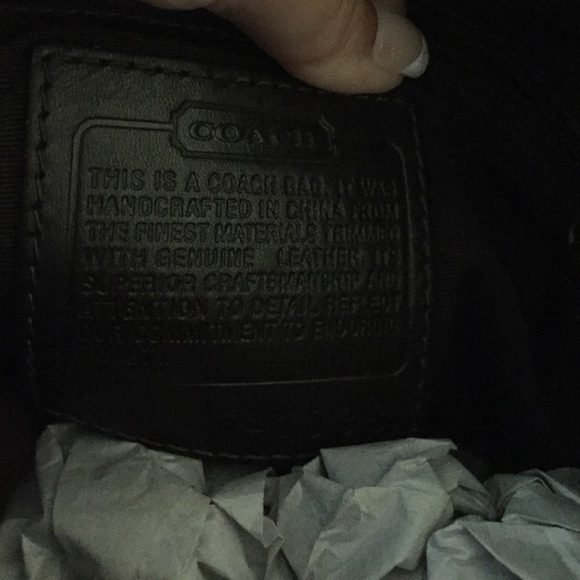 COACH
THIS IS A COACH BAG. IT WAS
HANDCRAFTED IN CHINA FROM
THE FINEST MATERIALS TRIMMED
WITH GENUINE LEATHER. ITS
SUPERIOR CRAFTSMANSHIP AND
ATTENTION TO DETAIL REFLECT
OUR COMMITMENT TO ENDURING